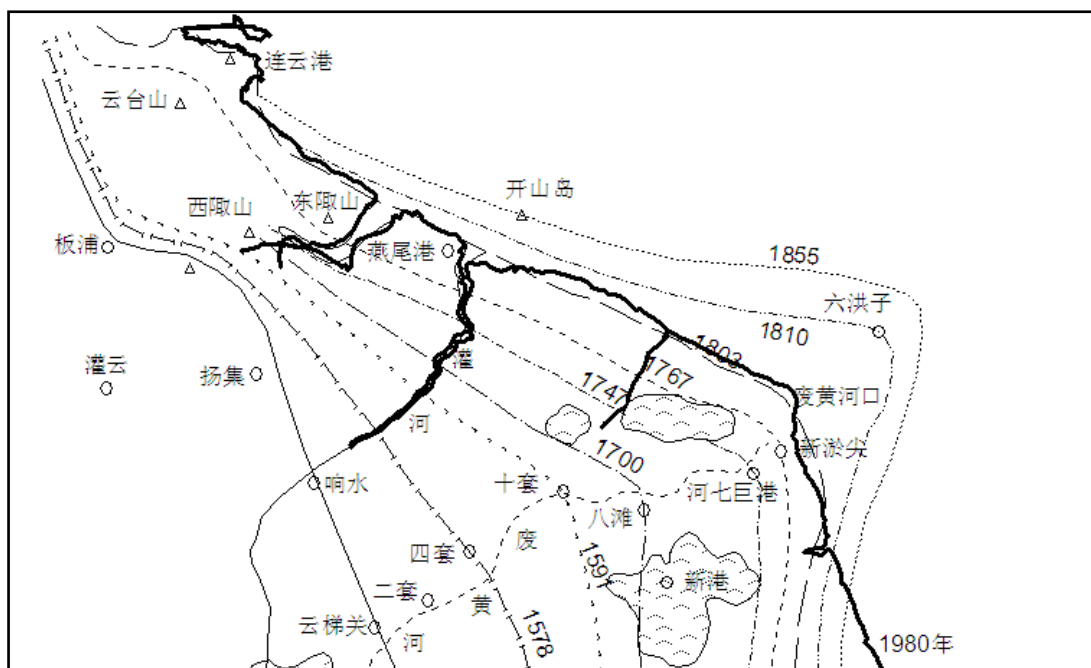 连云港
云台山
开山岛
东陬山
西陬山
板浦
燕尾港
1855
六洪子
1810
1803
灌
灌云
扬集
1767
1747
废黄河口
河
1700
新淤尖
响水
十套
河七巨港
八滩
废
四套
1591
新港
二套
黄
云梯关
河
1578
1980年